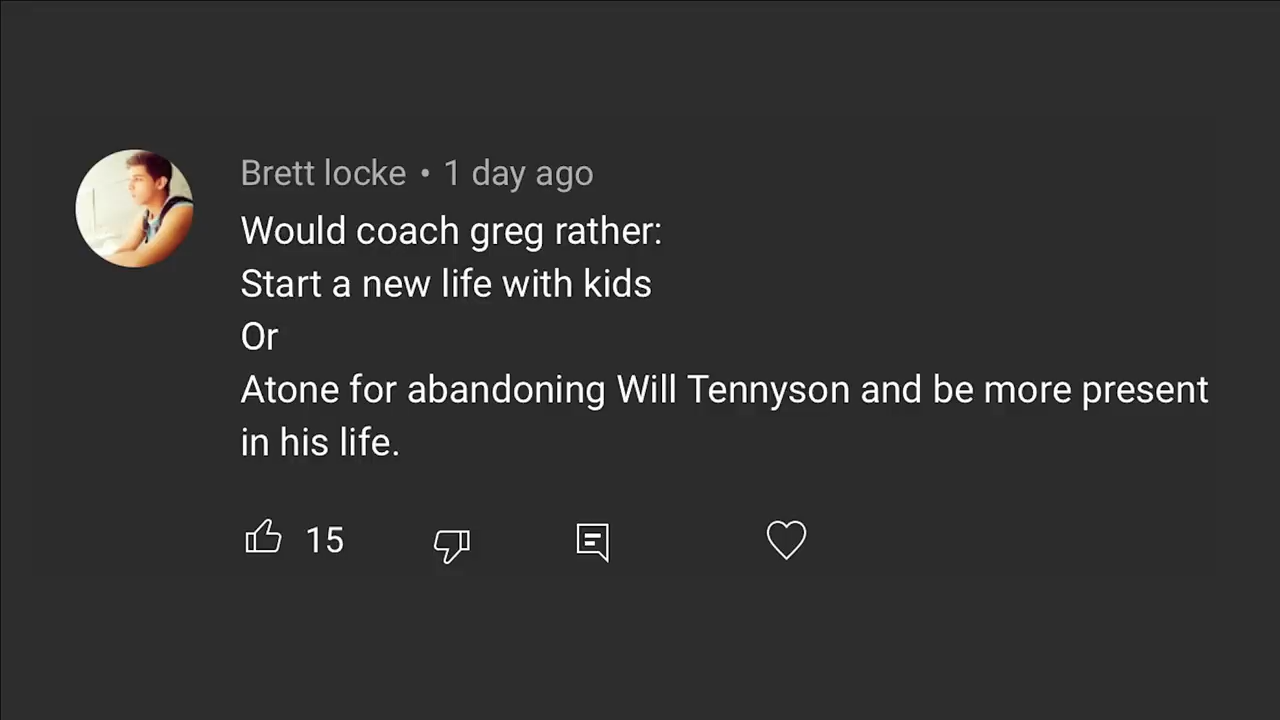 Brett locke • 1 day ago
Would coach greg rather:
Start a new life with kids
Or
Atone for abandoning Will Tennyson and be more present
in his life.
15